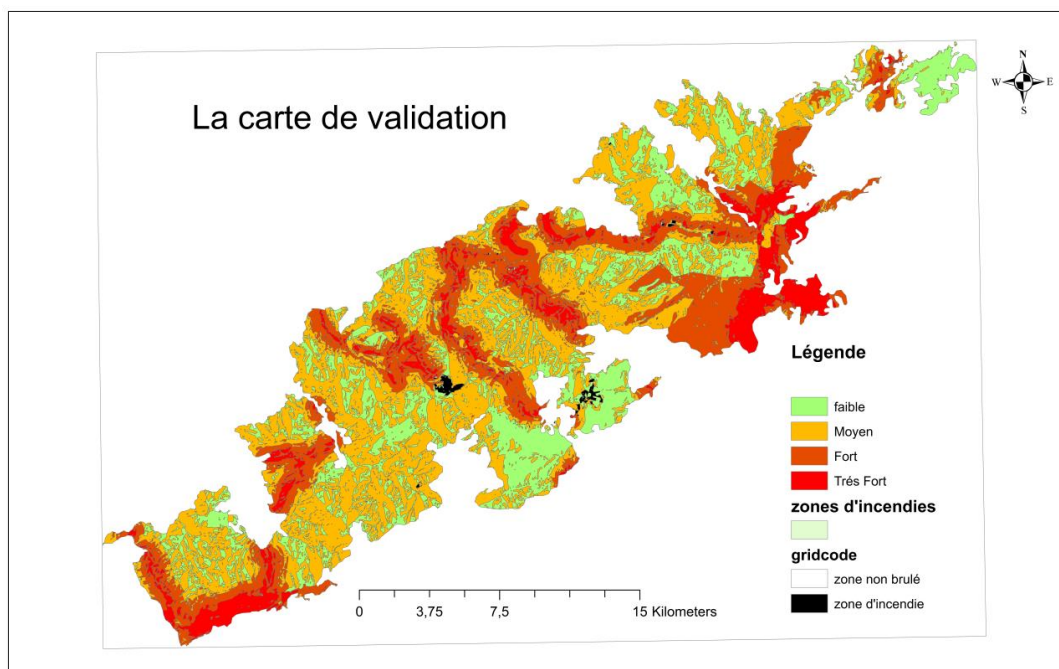 La carte de validation
N
W E
S
Légende
faible
Moyen
Fort
Trés Fort
zones d'incendies
gridcode
zone non brulé
zone d'incendie
0 3,75 7,5 15 Kilometers